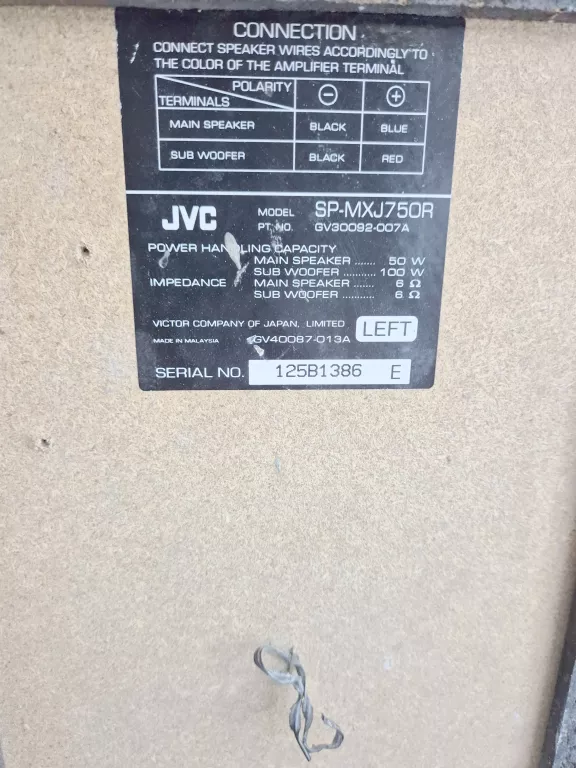 CONNECTION
CONNECT SPEAKER WIRES ACCORDINGLY TO
THE COLOR OF THE AMPLIFIER TERMINAL
POLARITY ⊖ ⊕
TERMINALS
MAIN SPEAKER BLACK BLUE
SUB WOOFER BLACK RED
JVC MODEL SP-MXJ750R
PT. NO. GV30092-007A
POWER HANDLING CAPACITY
MAIN SPEAKER ...... 50 W
SUB WOOFER ........... 100 W
IMPEDANCE MAIN SPEAKER ....... 6 Ω
SUB WOOFER ........... 6 Ω
VICTOR COMPANY OF JAPAN, LIMITED LEFT
MADE IN MALAYSIA GV40087-013A
SERIAL NO. 125B1386 E